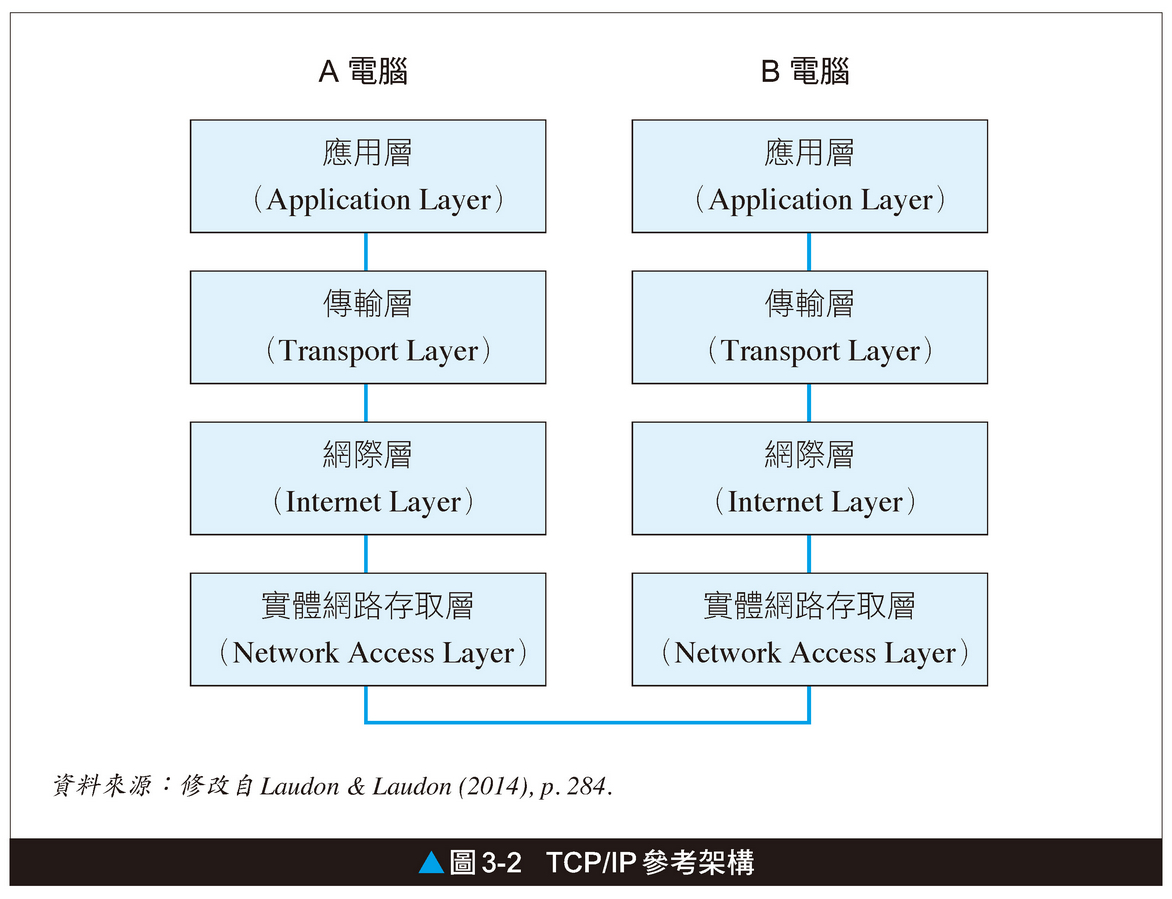 A 電腦
B 電腦
應用層
（Application Layer）
應用層
（Application Layer）
傳輸層
（Transport Layer）
傳輸層
（Transport Layer）
網際層
（Internet Layer）
網際層
（Internet Layer）
實體網路存取層
（Network Access Layer）
實體網路存取層
（Network Access Layer）
資料來源：修改自 Laudon & Laudon (2014), p. 284.
▲圖 3-2 TCP/IP 參考架構